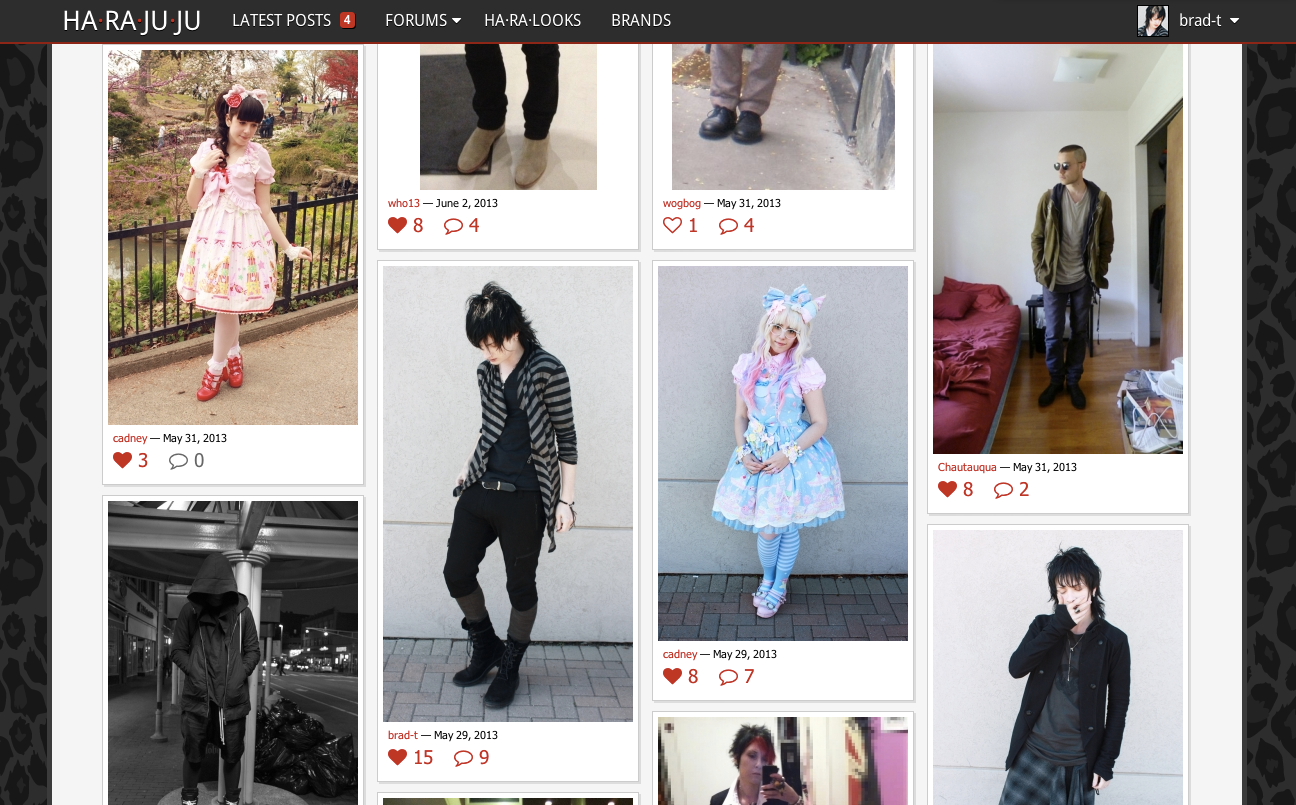 HA·RA·JU·JU LATEST POSTS 4 FORUMS HA·RA·LOOKS BRANDS brad-t
who13 — June 2, 2013
8 4
wogbog — May 31, 2013
1 4
cadney — May 31, 2013
3 0
Chautauqua — May 31, 2013
8 2
cadney — May 29, 2013
8 7
brad-t — May 29, 2013
15 9